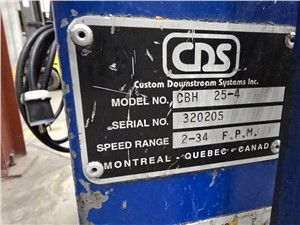 CDS
Custom Downstream Systems Inc.
MODEL NO. CBH 25-4
SERIAL NO. 320205
SPEED RANGE 2-34 F.P.M.
MONTREAL - QUEBEC - CANADA